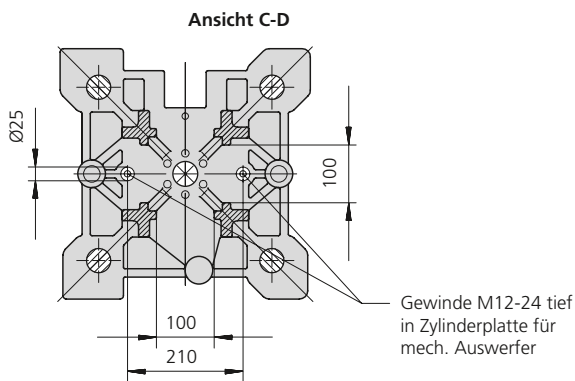 Ansicht C-D
Ø25
100
Gewinde M12-24 tief
in Zylinderplatte für
mech. Auswerfer
100
210